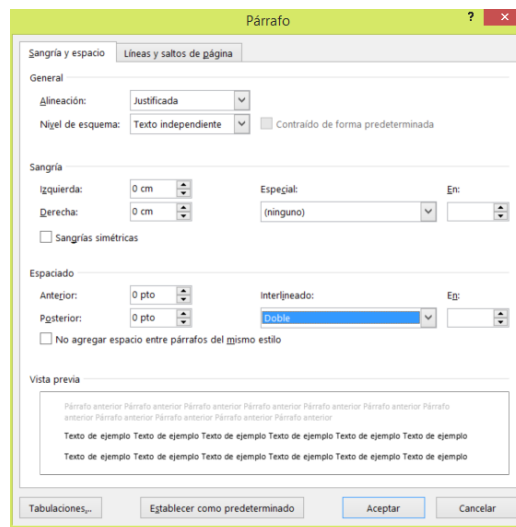 Párrafo
? ×
Sangría y espacio Líneas y saltos de página
General
Alineación: Justificada
Nivel de esquema: Texto independiente Contraído de forma predeterminada
Sangría
Izquierda: 0 cm Especial: En:
Derecha: 0 cm (ninguno)
Sangrías simétricas
Espaciado
Anterior: 0 pto Interlineado: En:
Posterior: 0 pto Doble
No agregar espacio entre párrafos del mismo estilo
Vista previa
Párrafo anterior Párrafo anterior Párrafo anterior Párrafo anterior Párrafo anterior Párrafo anterior Párrafo
anterior Párrafo anterior Párrafo anterior Párrafo anterior Párrafo anterior
Texto de ejemplo Texto de ejemplo Texto de ejemplo Texto de ejemplo Texto de ejemplo Texto de ejemplo
Texto de ejemplo Texto de ejemplo Texto de ejemplo Texto de ejemplo Texto de ejemplo Texto de ejemplo
Tabulaciones... Establecer como predeterminado Aceptar Cancelar